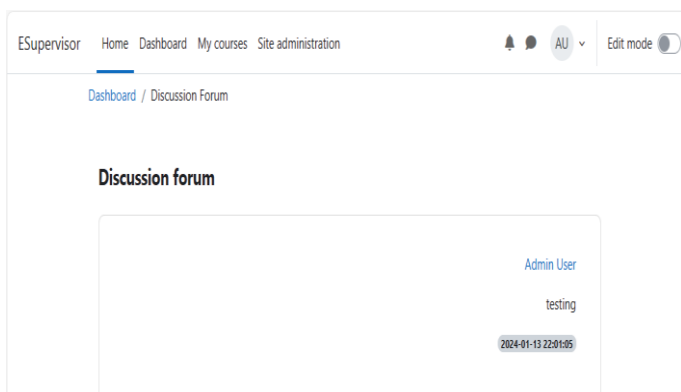 ESupervisor Home Dashboard My courses Site administration AU Edit mode
Dashboard / Discussion Forum
Discussion forum
Admin User
testing
2024-01-13 22:01:05